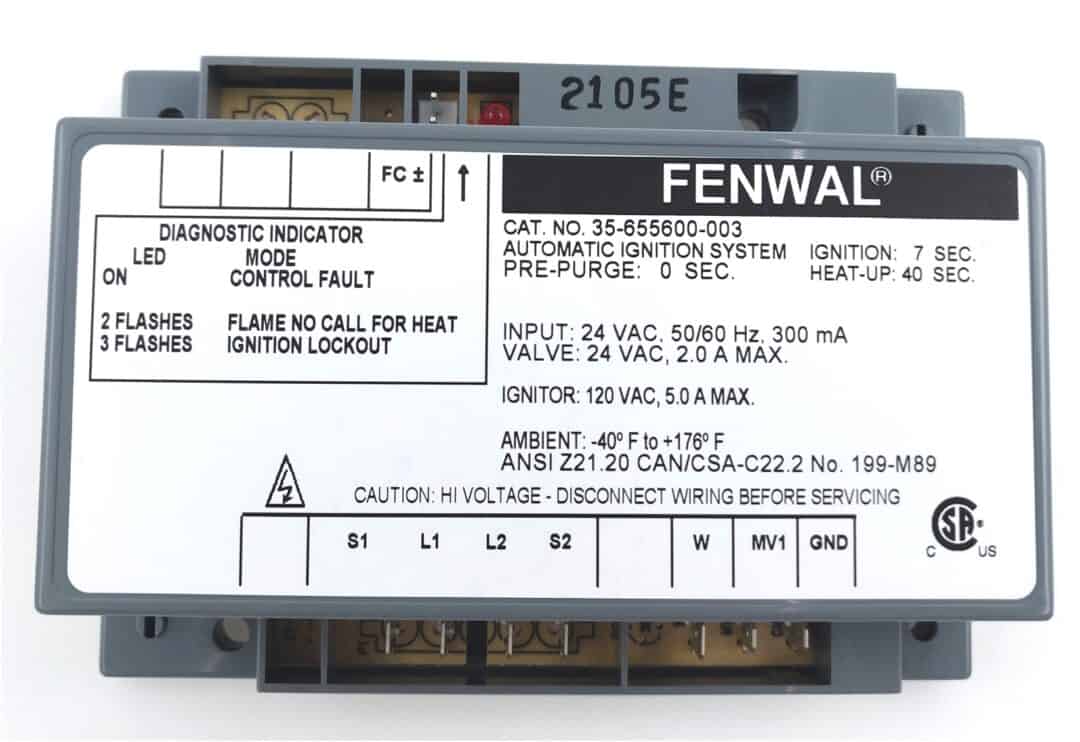 2105E
FC ±
FENWAL®
CAT. NO. 35-655600-003
AUTOMATIC IGNITION SYSTEM IGNITION: 7 SEC.
PRE-PURGE: 0 SEC. HEAT-UP: 40 SEC.
DIAGNOSTIC INDICATOR
LED MODE
ON CONTROL FAULT
2 FLASHES FLAME NO CALL FOR HEAT
3 FLASHES IGNITION LOCKOUT
INPUT: 24 VAC, 50/60 Hz, 300 mA
VALVE: 24 VAC, 2.0 A MAX.
IGNITOR: 120 VAC, 5.0 A MAX.
AMBIENT: -40º F to +176º F
ANSI Z21.20 CAN/CSA-C22.2 No. 199-M89
CAUTION: HI VOLTAGE - DISCONNECT WIRING BEFORE SERVICING
S1 L1 L2 S2 W MV1 GND
C SA® US